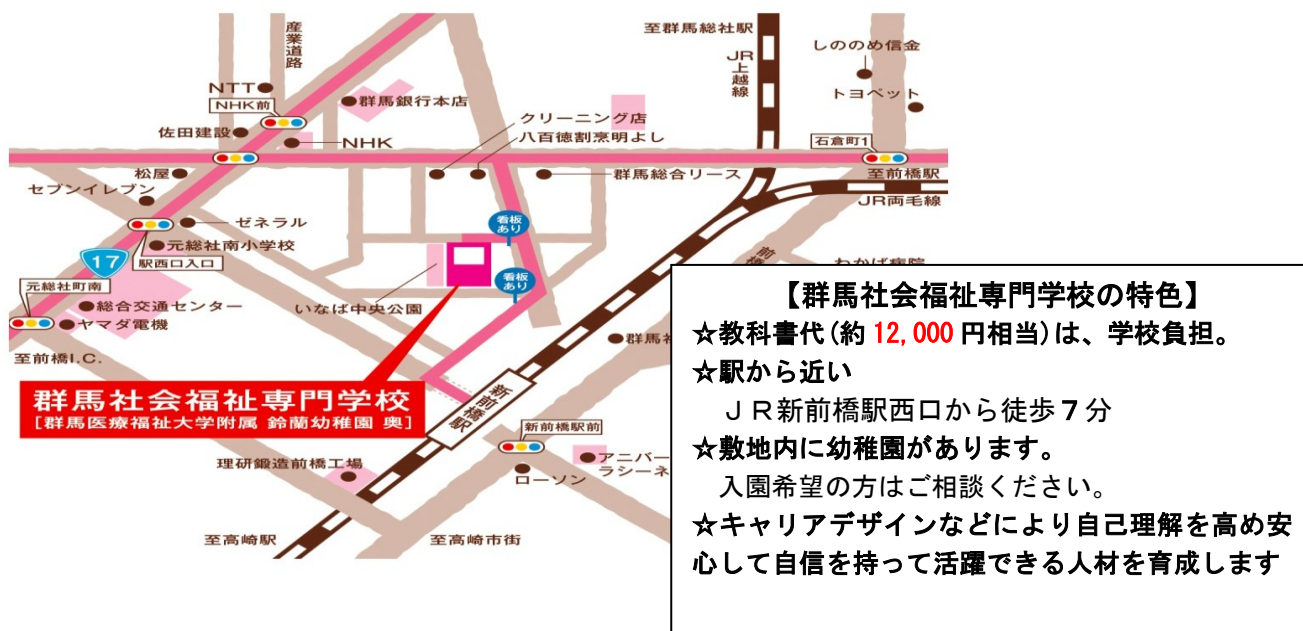 産業道路
至群馬総社駅
JR上越線
しののめ信金
トヨペット
NTT
NHK前
群馬銀行本店
クリーニング店
佐田建設
NHK
八百徳割烹明よし
石倉町1
松屋
群馬総合リース
至前橋駅
セブンイレブン
JR両毛線
ゼネラル
看板あり
元総社南小学校
17
駅西口入口
元総社町南
看板あり
総合交通センター
いなば中央公園
ヤマダ電機
群馬社
至前橋I.C.
群馬社会福祉専門学校
[群馬医療福祉大学附属 鈴蘭幼稚園 奥]
新前橋駅
新前橋駅前
理研鍛造前橋工場
アニバー
ラシーネ
ローソン
至高崎駅
至高崎市街
【群馬社会福祉専門学校の特色】
☆教科書代(約12,000円相当)は、学校負担。
☆駅から近い
JR新前橋駅西口から徒歩7分
☆敷地内に幼稚園があります。
入園希望の方はご相談ください。
☆キャリアデザインなどにより自己理解を高め安
心して自信を持って活躍できる人材を育成します